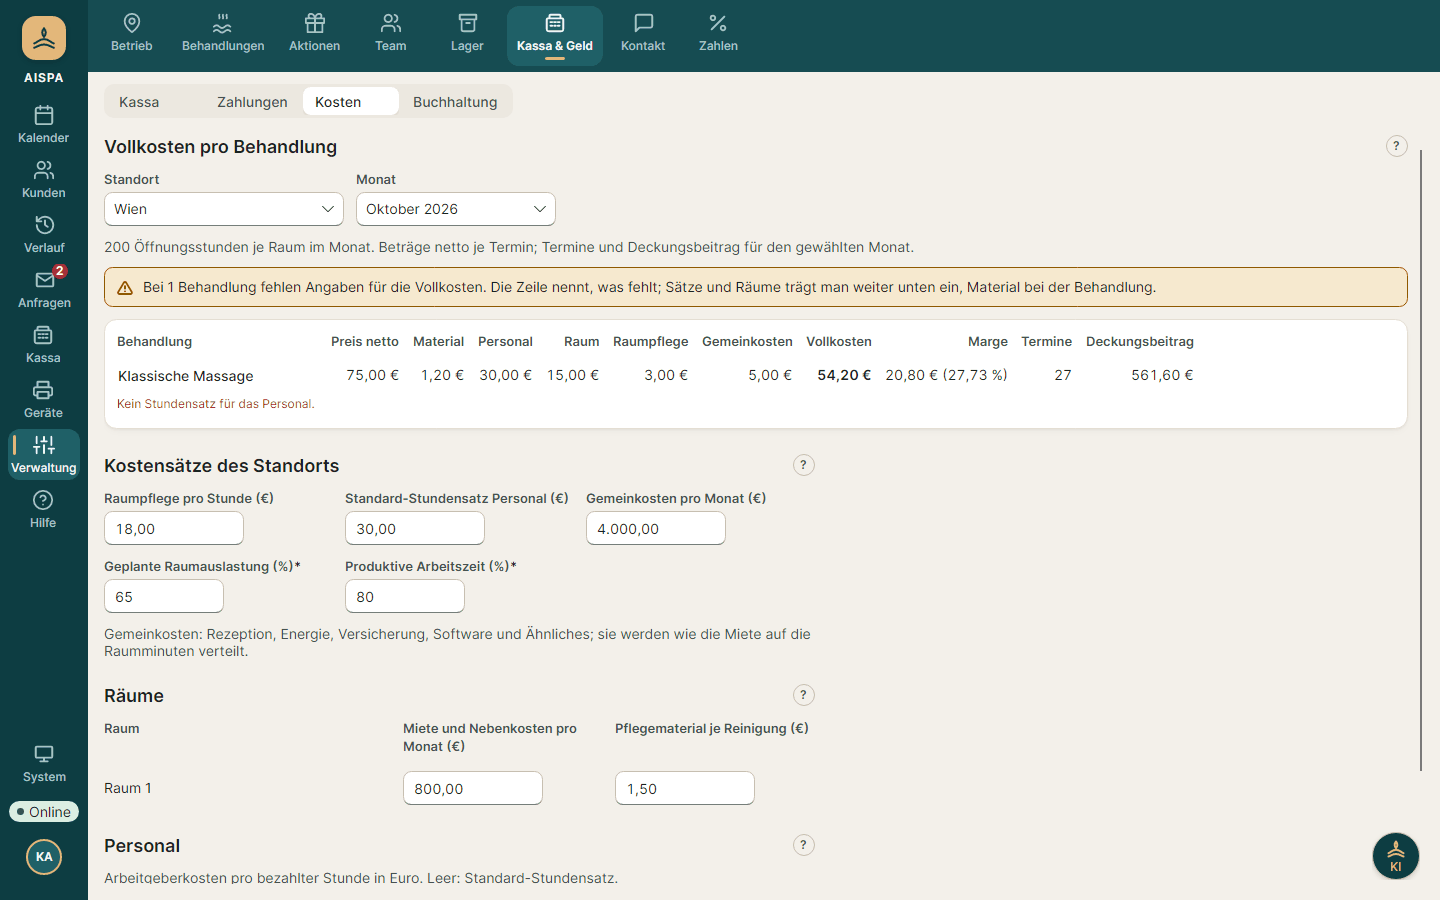 AISPA
Kalender
Kunden
Verlauf
2
Anfragen
Kassa
Geräte
Verwaltung
Hilfe
System
Online
KA
Betrieb
Behandlungen
Aktionen
Team
Lager
Kassa & Geld
Kontakt
Zahlen
Kassa
Zahlungen
Kosten
Buchhaltung
Vollkosten pro Behandlung
?
Standort
Monat
Wien
Oktober 2026
200 Öffnungsstunden je Raum im Monat. Beträge netto je Termin; Termine und Deckungsbeitrag für den gewählten Monat.
Bei 1 Behandlung fehlen Angaben für die Vollkosten. Die Zeile nennt, was fehlt; Sätze und Räume trägt man weiter unten ein, Material bei der Behandlung.
Behandlung Preis netto Material Personal Raum Raumpflege Gemeinkosten Vollkosten Marge Termine Deckungsbeitrag
Klassische Massage 75,00 € 1,20 € 30,00 € 15,00 € 3,00 € 5,00 € 54,20 € 20,80 € (27,73 %) 27 561,60 €
Kein Stundensatz für das Personal.
Kostensätze des Standorts
?
Raumpflege pro Stunde (€) Standard-Stundensatz Personal (€) Gemeinkosten pro Monat (€)
18,00 30,00 4.000,00
Geplante Raumauslastung (%)* Produktive Arbeitszeit (%)*
65 80
Gemeinkosten: Rezeption, Energie, Versicherung, Software und Ähnliches; sie werden wie die Miete auf die
Raumminuten verteilt.
Räume
?
Raum Miete und Nebenkosten pro Pflegematerial je Reinigung (€)
Monat (€)
Raum 1 800,00 1,50
Personal
?
Arbeitgeberkosten pro bezahlter Stunde in Euro. Leer: Standard-Stundensatz.
KI